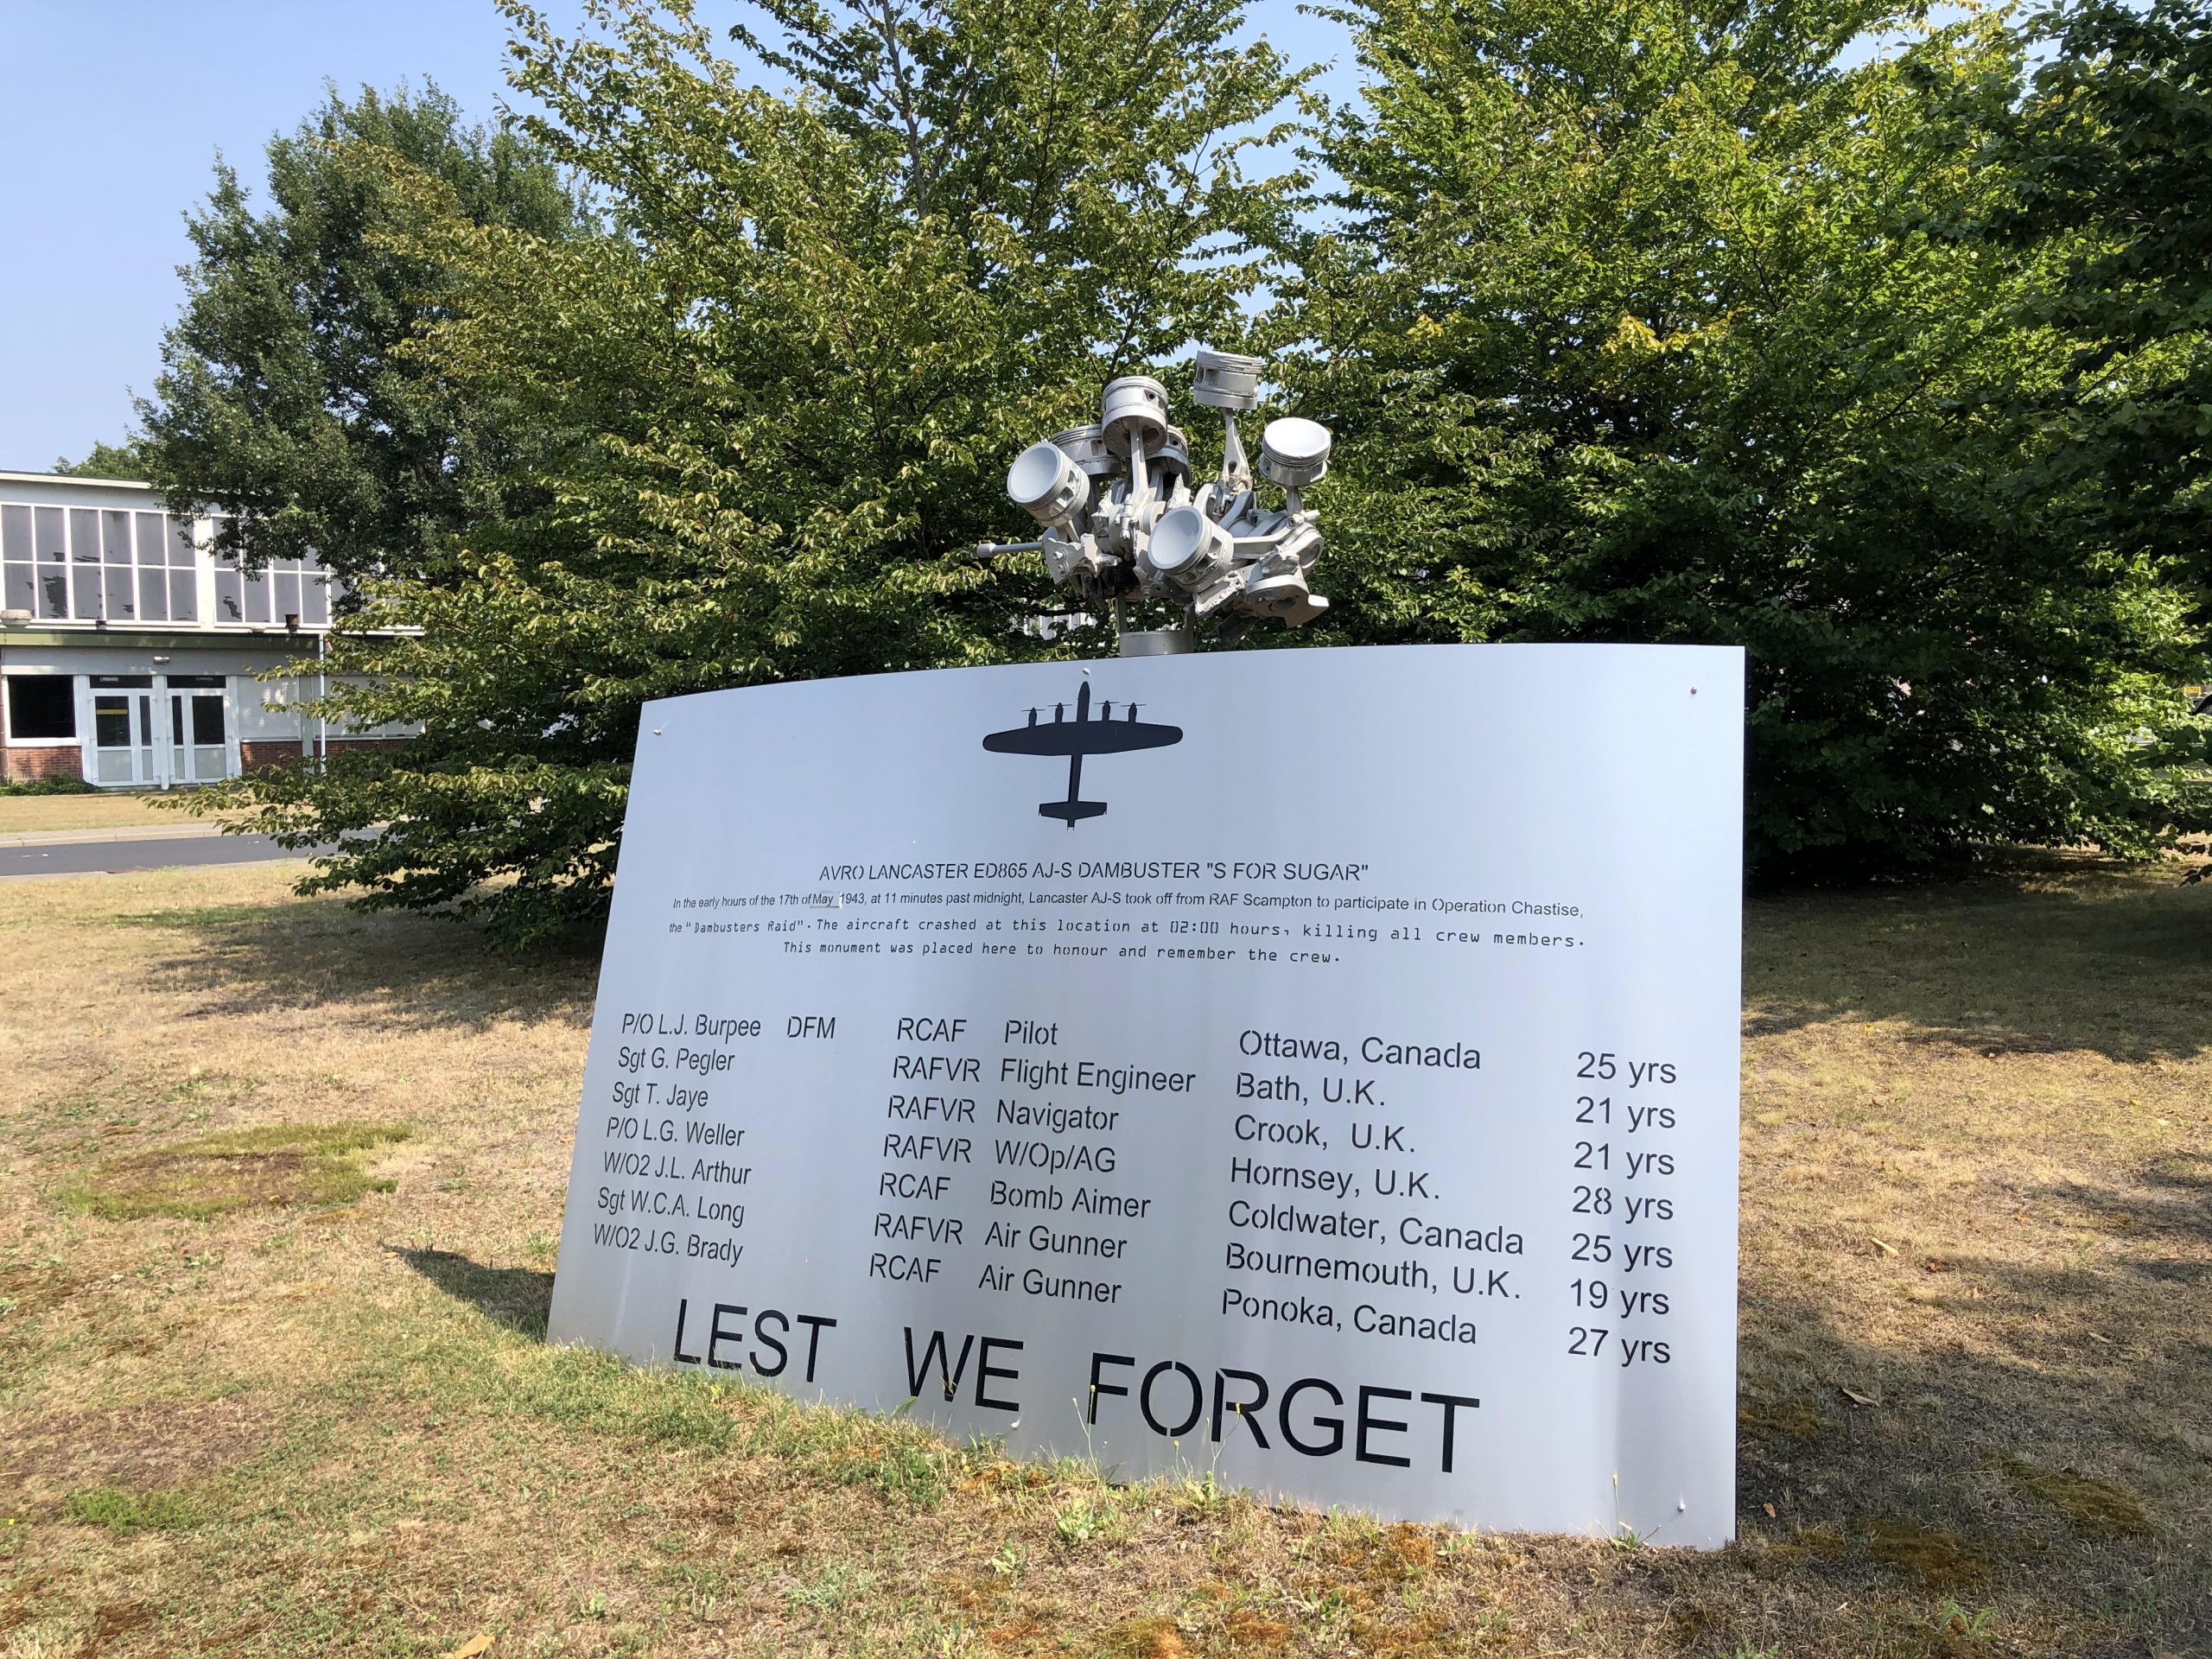 AVRO LANCASTER ED865 AJ-S DAMBUSTER "S FOR SUGAR"
In the early hours of the 17th of May 1943, at 11 minutes past midnight, Lancaster AJ-S took off from RAF Scampton to participate in Operation Chastise,
the "Dambusters Raid". The aircraft crashed at this location at 02:00 hours, killing all crew members.
This monument was placed here to honour and remember the crew.
P/O L.J. Burpee DFM RCAF Pilot Ottawa, Canada 25 yrs
Sgt G. Pegler RAFVR Flight Engineer Bath, U.K. 21 yrs
Sgt T. Jaye RAFVR Navigator Crook, U.K. 21 yrs
P/O L.G. Weller RAFVR W/Op/AG Hornsey, U.K. 28 yrs
W/O2 J.L. Arthur RCAF Bomb Aimer Coldwater, Canada 25 yrs
Sgt W.C.A. Long RAFVR Air Gunner Bournemouth, U.K. 19 yrs
W/O2 J.G. Brady RCAF Air Gunner Ponoka, Canada 27 yrs
LEST WE FORGET